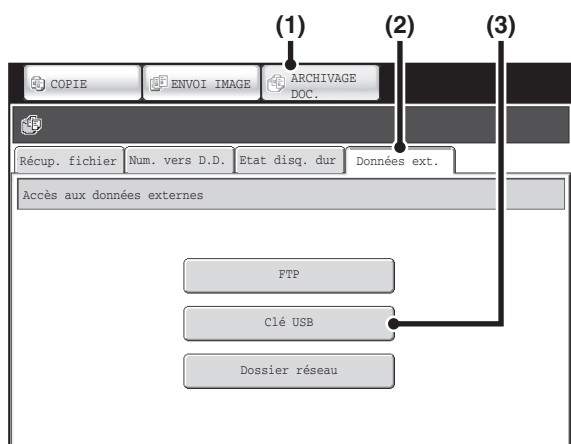 (1) (2) (3)
COPIE ENVOI IMAGE ARCHIVAGE
DOC.
Récup. fichier Num. vers D.D. Etat disq. dur Données ext.
Accès aux données externes
FTP
Clé USB
Dossier réseau